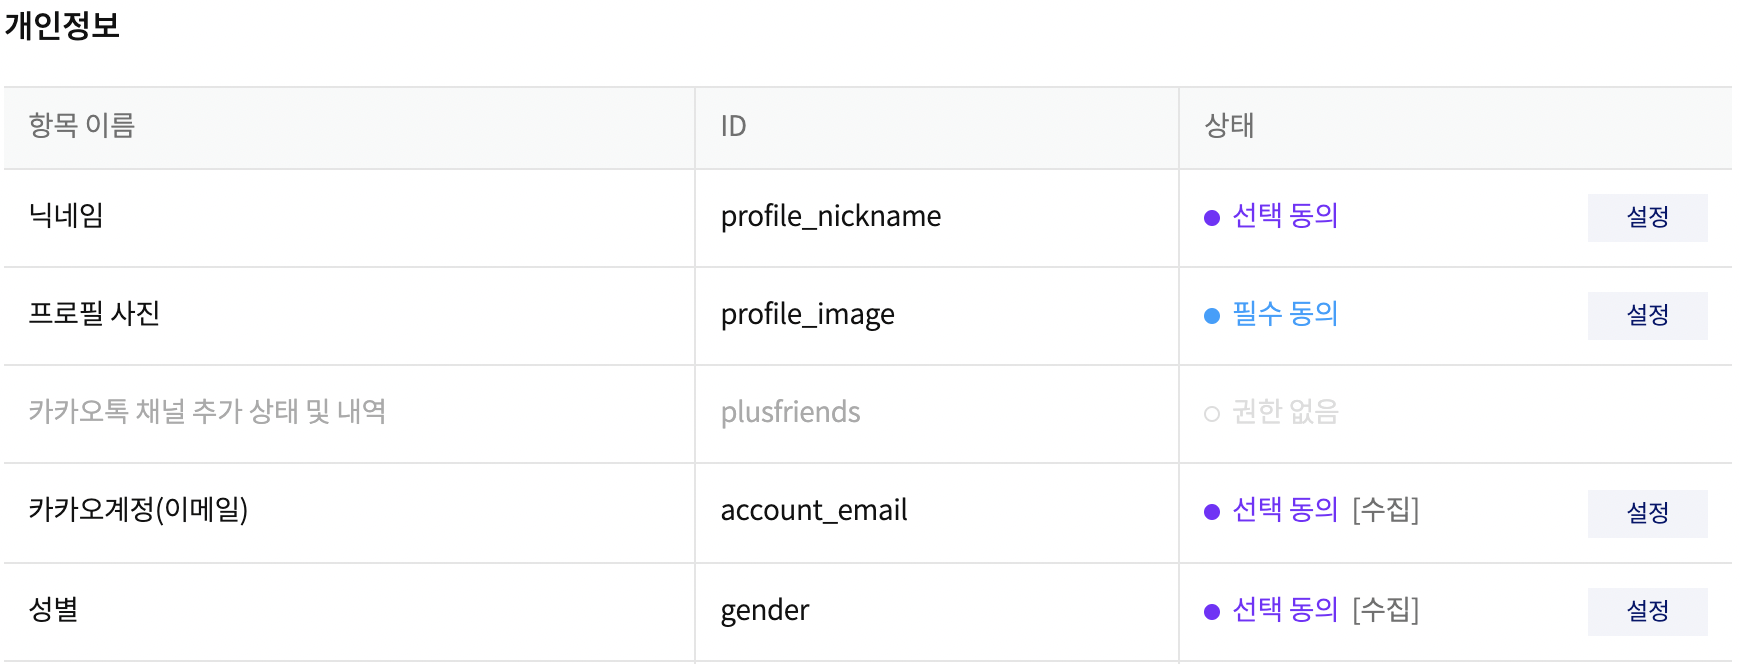 개인정보
항목 이름 ID 상태
닉네임 profile_nickname 선택 동의 설정
프로필 사진 profile_image 필수 동의 설정
카카오톡 채널 추가 상태 및 내역 plusfriends 권한 없음
카카오계정(이메일) account_email 선택 동의 [수집] 설정
성별 gender 선택 동의 [수집] 설정